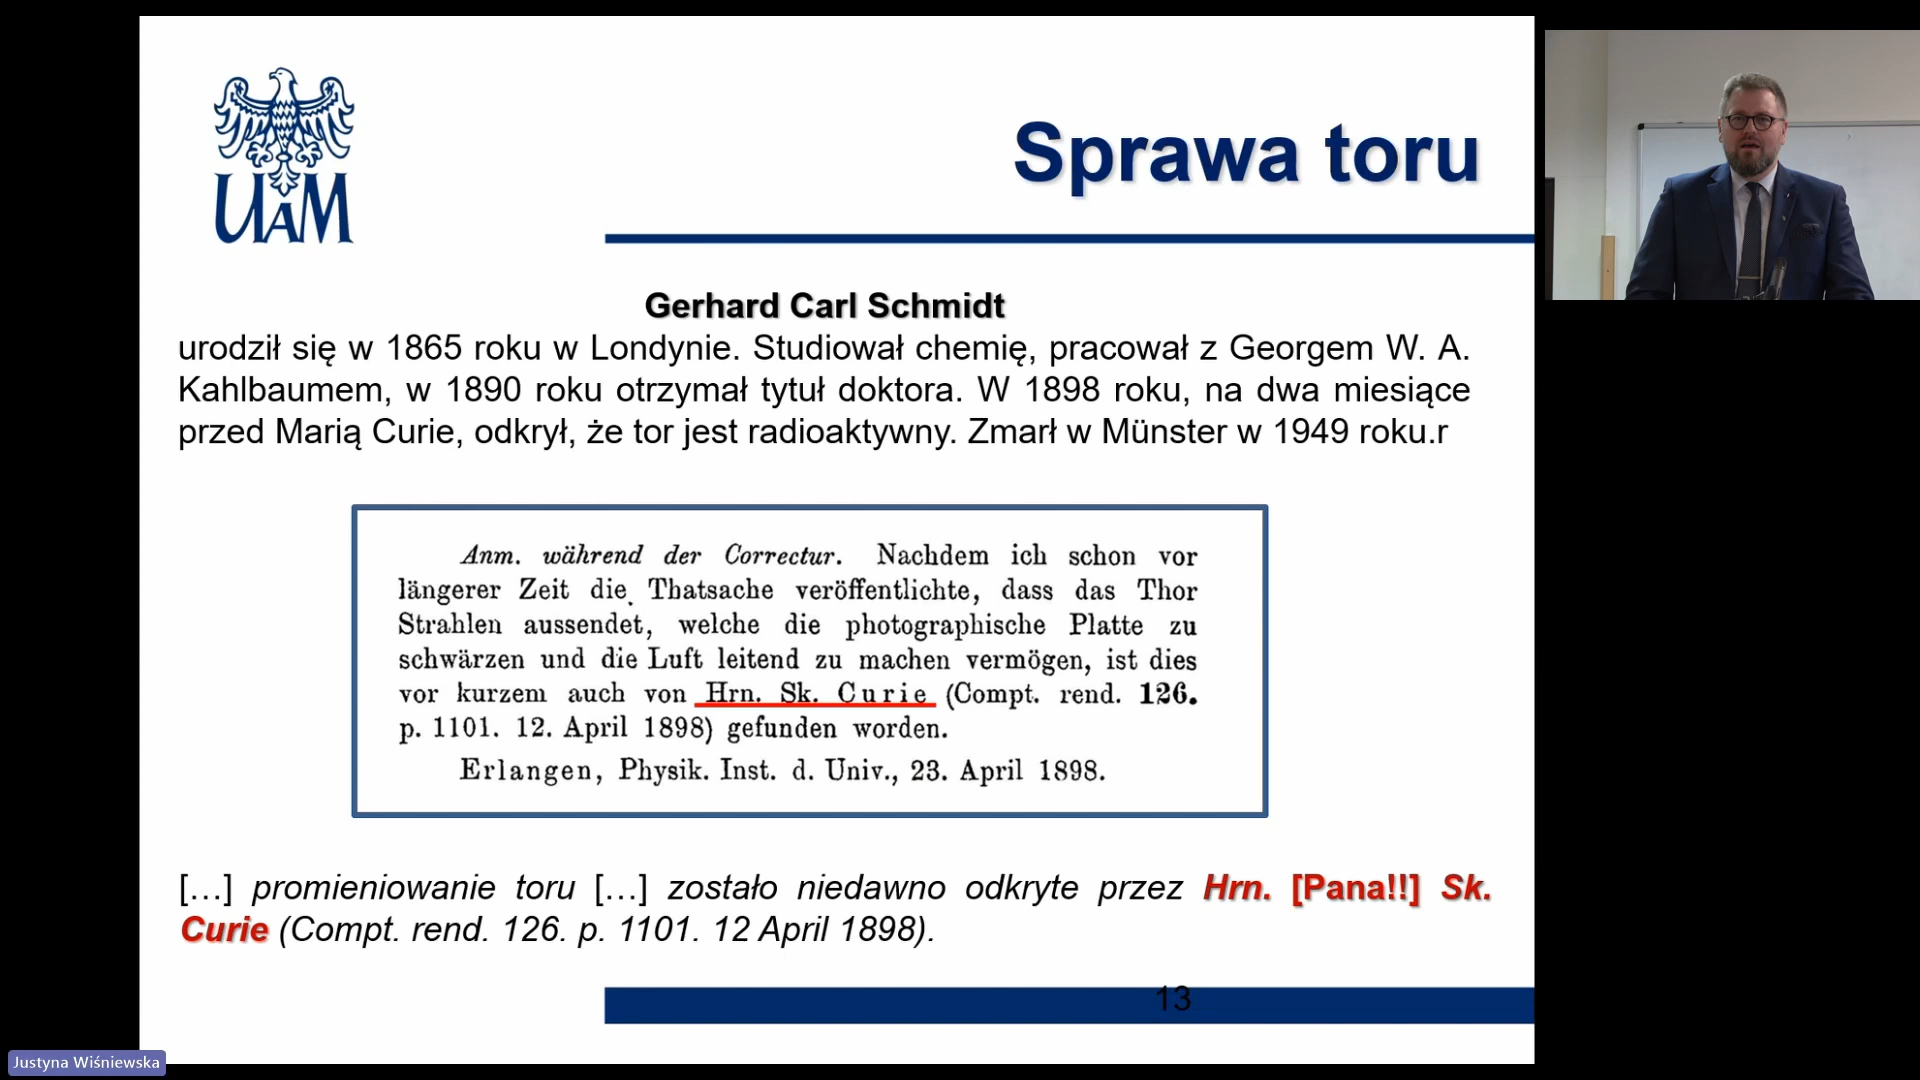 UAM
Sprawa toru
Gerhard Carl Schmidt
urodził się w 1865 roku w Londynie. Studiował chemię, pracował z Georgem W. A.
Kahlbaumem, w 1890 roku otrzymał tytuł doktora. W 1898 roku, na dwa miesiące
przed Marią Curie, odkrył, że tor jest radioaktywny. Zmarł w Münster w 1949 roku.r
Anm. während der Correctur. Nachdem ich schon vor
längerer Zeit die Thatsache veröffentlichte, dass das Thor
Strahlen aussendet, welche die photographische Platte zu
schwärzen und die Luft leitend zu machen vermögen, ist dies
vor kurzem auch von Hrn. Sk. Curie (Compt. rend. 126.
p. 1101. 12. April 1898) gefunden worden.
Erlangen, Physik. Inst. d. Univ., 23. April 1898.
[…] promieniowanie toru […] zostało niedawno odkryte przez Hrn. [Pana!!] Sk.
Curie (Compt. rend. 126. p. 1101. 12 April 1898).
13
Justyna Wiśniewska